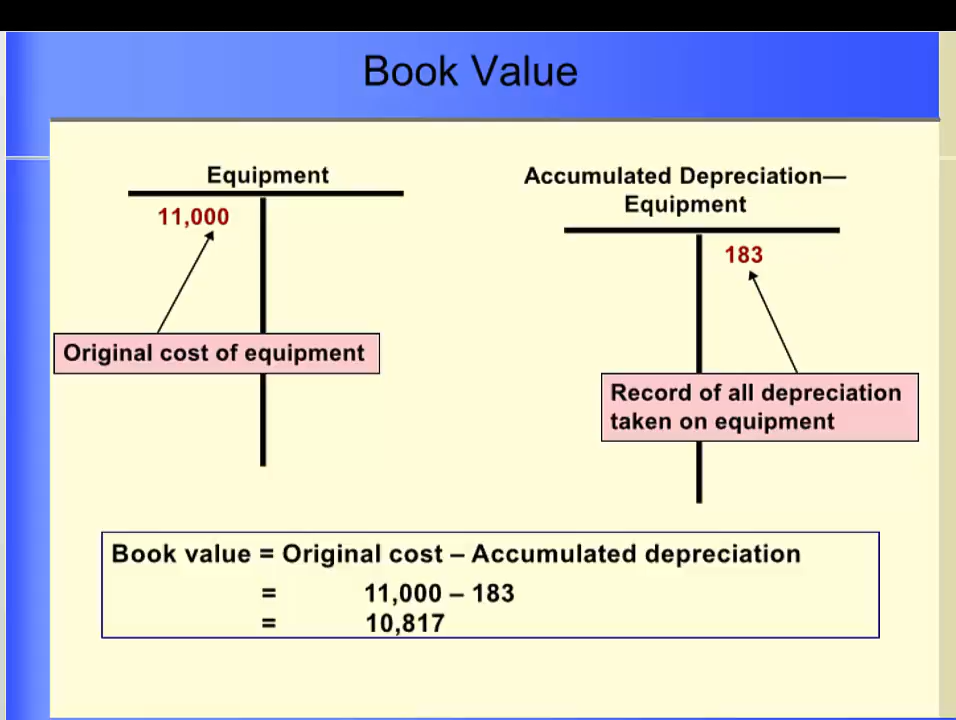 Book Value
Equipment
11,000
Original cost of equipment
Accumulated Depreciation—
Equipment
183
Record of all depreciation
taken on equipment
Book value = Original cost – Accumulated depreciation
= 11,000 – 183
= 10,817